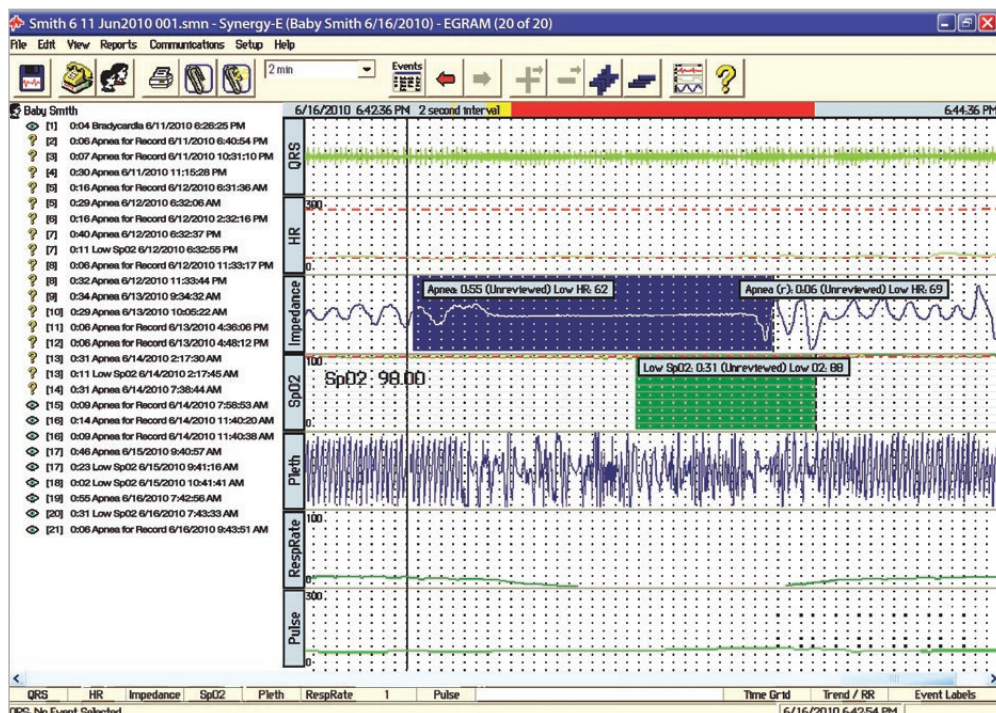 Smith 6 11 Jun2010 001.smn - Synergy-E (Baby Smith 6/16/2010) - EGRAM (20 of 20)
File Edit View Reports Communications Setup Help
2 min
Events
Baby Smith
6/16/2010 6:42:36 PM 2 second interval 6:44:36 PM
[1] 0:04 Bradycardia 6/11/2010 6:26:25 PM
[2] 0:06 Apnea for Record 6/11/2010 6:40:54 PM
[3] 0:07 Apnea for Record 6/11/2010 10:31:10 PM
[4] 0:30 Apnea 6/11/2010 11:15:28 PM
[5] 0:16 Apnea for Record 6/12/2010 6:31:36 AM
[5] 0:29 Apnea 6/12/2010 6:32:06 AM
[6] 0:16 Apnea for Record 6/12/2010 2:32:16 PM
[7] 0:40 Apnea 6/12/2010 6:32:37 PM
[7] 0:11 Low Sp02 6/12/2010 6:32:55 PM
[8] 0:06 Apnea for Record 6/12/2010 11:33:17 PM
[8] 0:32 Apnea 6/12/2010 11:33:44 PM
[9] 0:34 Apnea 6/13/2010 9:34:32 AM
[10] 0:29 Apnea 6/13/2010 10:05:22 AM
[11] 0:06 Apnea for Record 6/13/2010 4:36:06 PM
[12] 0:06 Apnea for Record 6/13/2010 4:48:12 PM
[13] 0:31 Apnea 6/14/2010 2:17:30 AM
[13] 0:11 Low Sp02 6/14/2010 2:17:45 AM
[14] 0:31 Apnea 6/14/2010 7:38:44 AM
[15] 0:09 Apnea for Record 6/14/2010 7:56:53 AM
[16] 0:14 Apnea for Record 6/14/2010 11:40:20 AM
[16] 0:09 Apnea for Record 6/14/2010 11:40:38 AM
[17] 0:46 Apnea 6/15/2010 9:40:57 AM
[17] 0:23 Low Sp02 6/15/2010 9:41:16 AM
[18] 0:02 Low Sp02 6/15/2010 10:41:41 AM
[19] 0:55 Apnea 6/16/2010 7:42:56 AM
[20] 0:31 Low Sp02 6/16/2010 7:43:33 AM
[21] 0:06 Apnea for Record 6/16/2010 9:43:51 AM
QRS
HR
300
0
Impedance
Apnea: 0:55 (Unreviewed) Low HR: 62
Apnea (r): 0:06 (Unreviewed) Low HR: 69
Sp02
100
0
Sp02 98.00
Low Sp02: 0:31 (Unreviewed) Low O2: 88
Pleth
RespRate
100
0
Pulse
300
0
QRS HR Impedance Sp02 Pleth RespRate 1 Pulse Time Grid Trend / RR Event Labels
QRS: No Event Selected 6/16/2010 6:42:54 PM